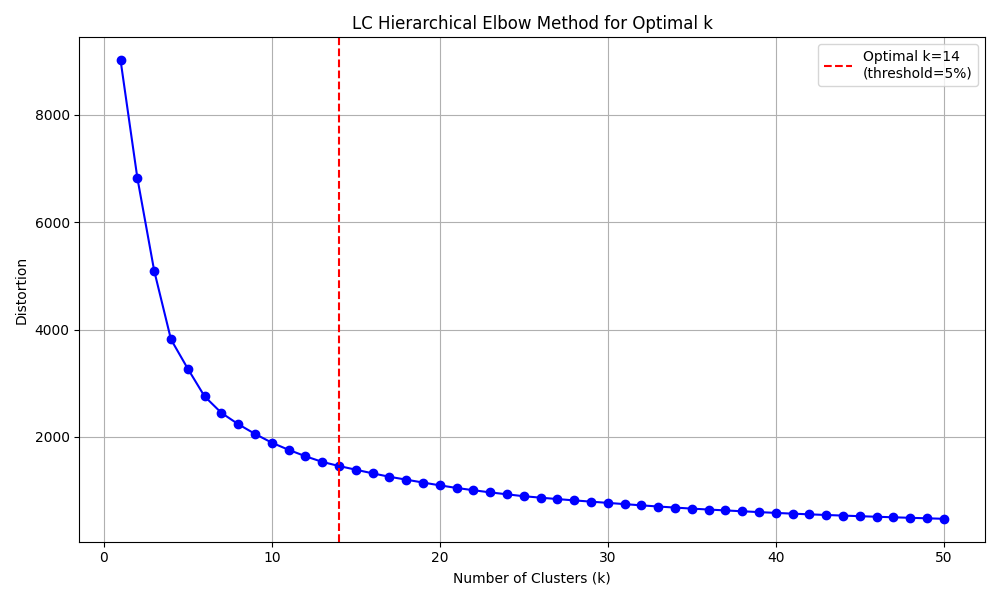 LC Hierarchical Elbow Method for Optimal k
Optimal k=14
(threshold=5%)
Distortion
8000
6000
4000
2000
0
10
20
30
40
50
Number of Clusters (k)